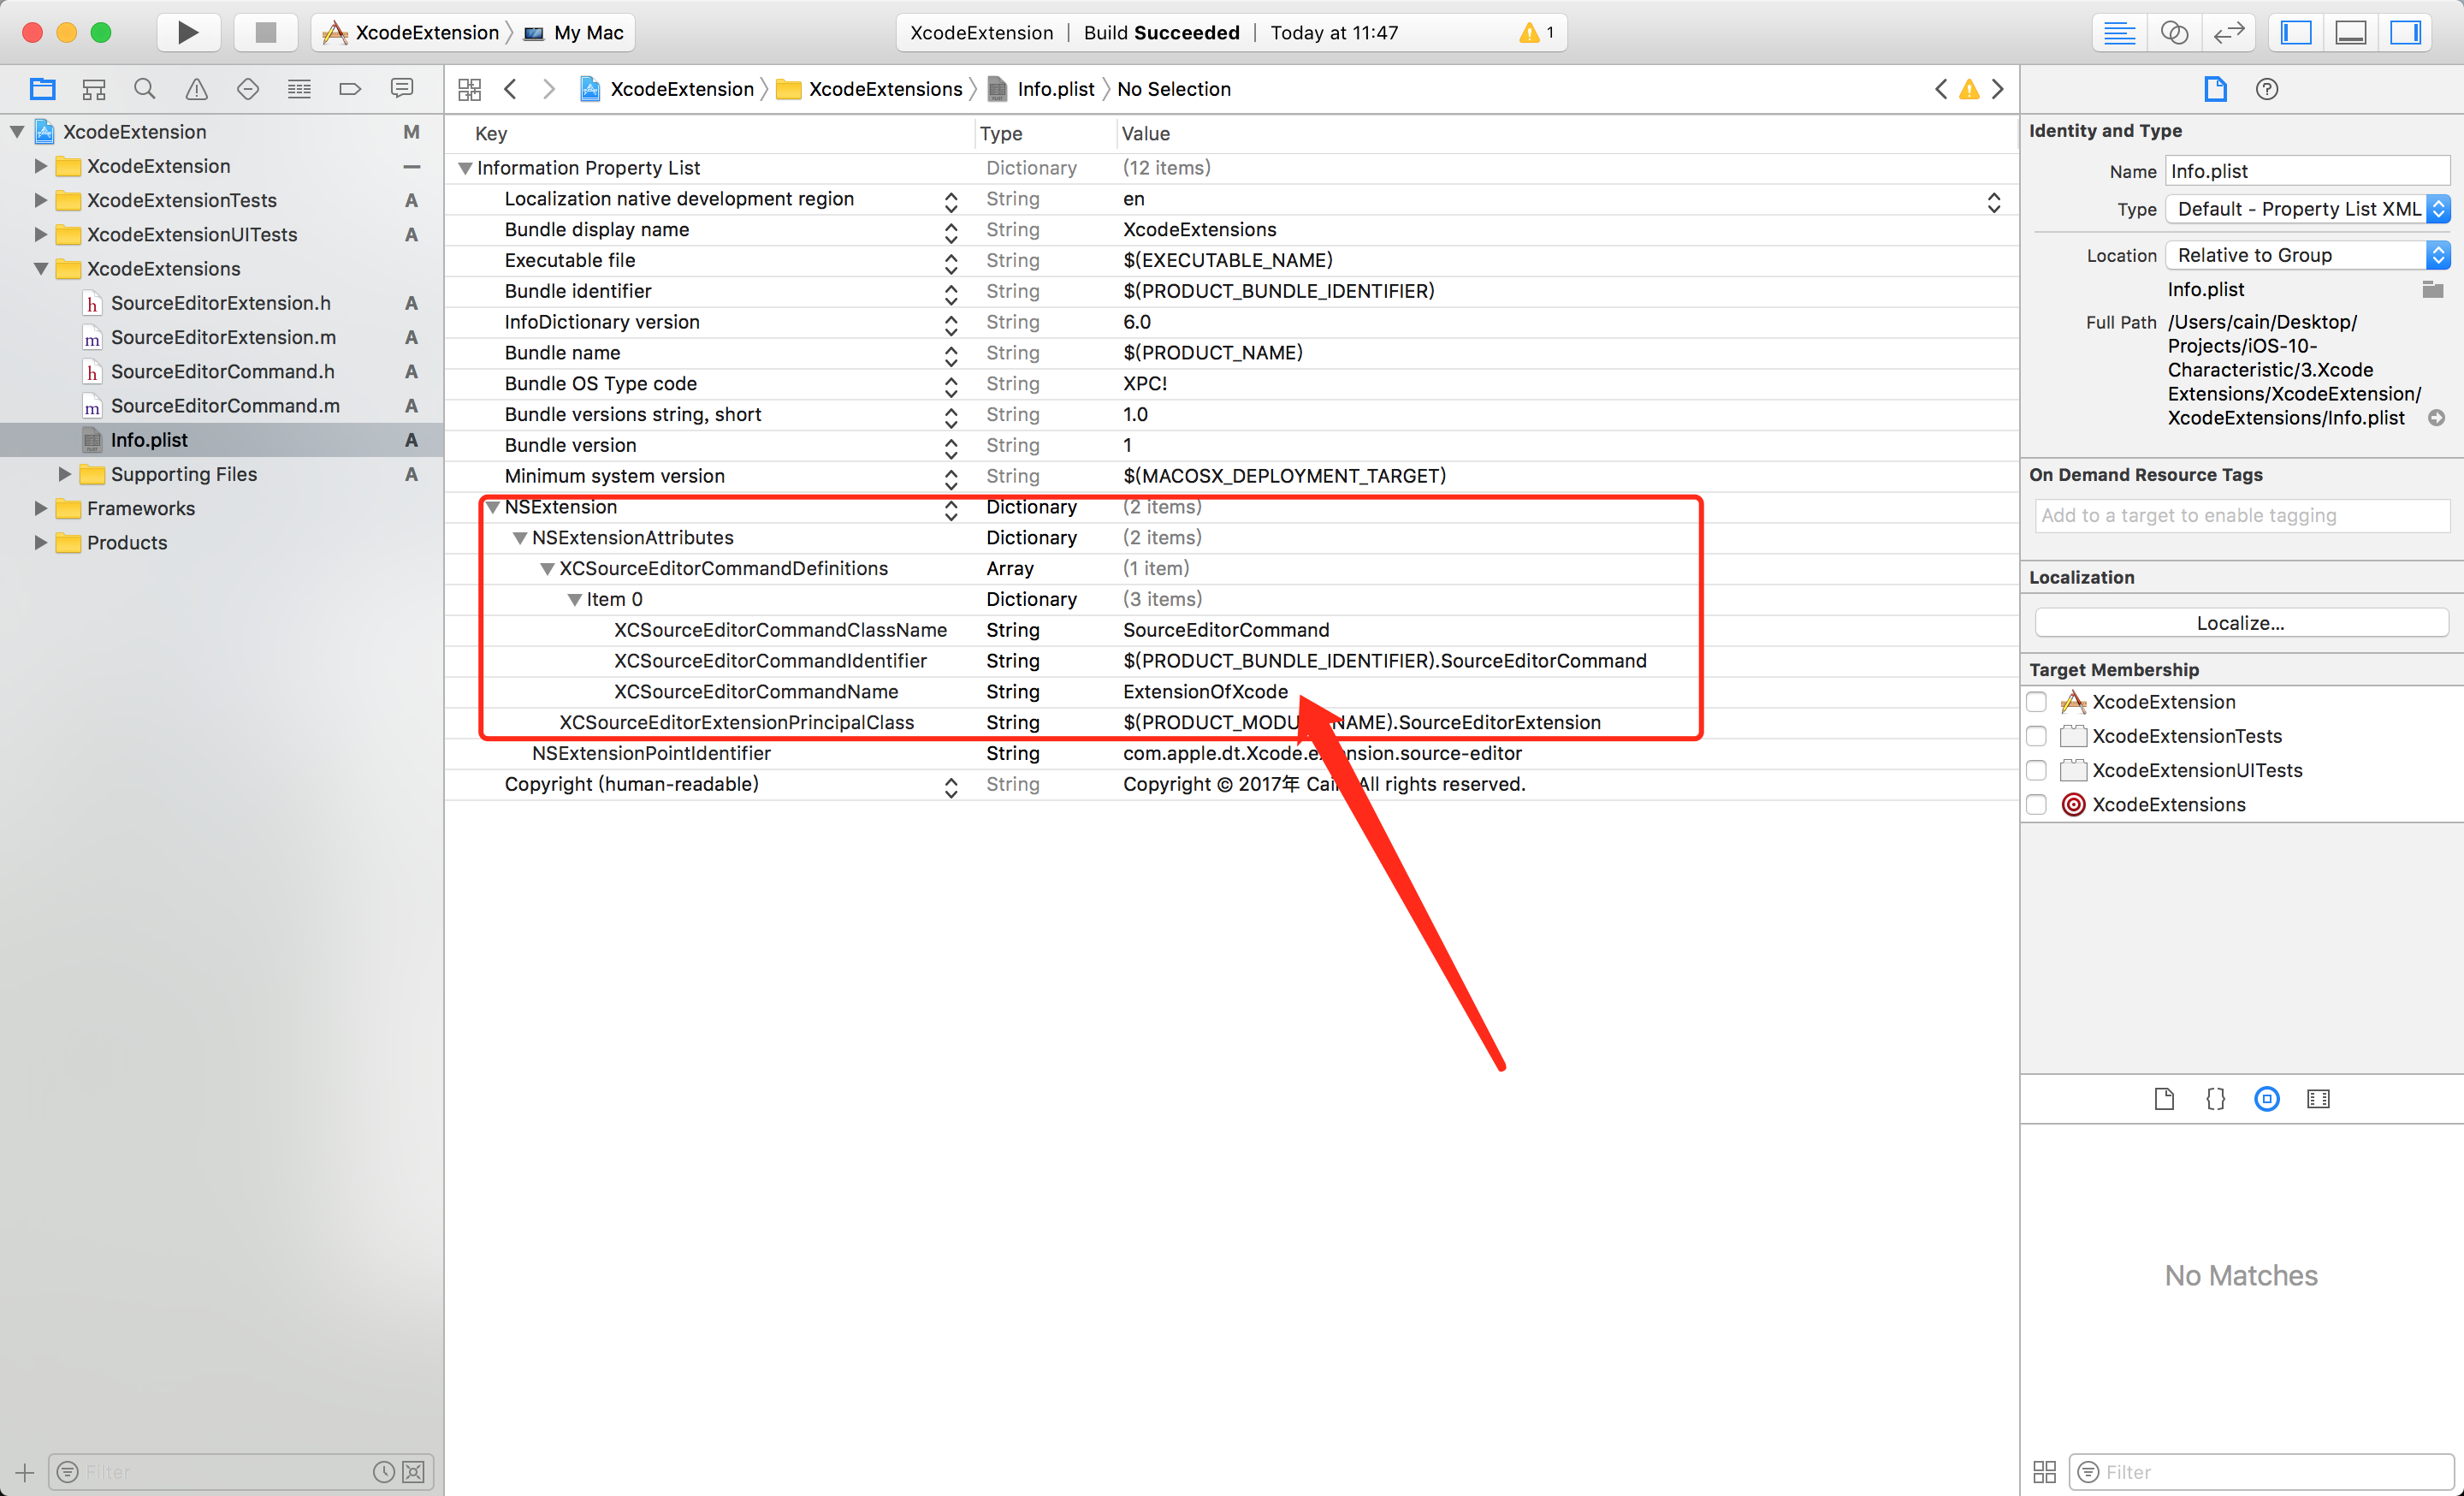 XcodeExtension 〉 My Mac
XcodeExtension | Build Succeeded | Today at 11:47
1
XcodeExtension 〉 XcodeExtensions 〉 Info.plist 〉 No Selection
XcodeExtension M
XcodeExtension —
XcodeExtensionTests A
XcodeExtensionUITests A
XcodeExtensions
SourceEditorExtension.h A
SourceEditorExtension.m A
SourceEditorCommand.h A
SourceEditorCommand.m A
Info.plist A
Supporting Files A
Frameworks
Products
Filter
Key Type Value
Information Property List Dictionary (12 items)
Localization native development region String en
Bundle display name String XcodeExtensions
Executable file String $(EXECUTABLE_NAME)
Bundle identifier String $(PRODUCT_BUNDLE_IDENTIFIER)
InfoDictionary version String 6.0
Bundle name String $(PRODUCT_NAME)
Bundle OS Type code String XPC!
Bundle versions string, short String 1.0
Bundle version String 1
Minimum system version String $(MACOSX_DEPLOYMENT_TARGET)
NSExtension Dictionary (2 items)
NSExtensionAttributes Dictionary (2 items)
XCSourceEditorCommandDefinitions Array (1 item)
Item 0 Dictionary (3 items)
XCSourceEditorCommandClassName String SourceEditorCommand
XCSourceEditorCommandIdentifier String $(PRODUCT_BUNDLE_IDENTIFIER).SourceEditorCommand
XCSourceEditorCommandName String ExtensionOfXcode
XCSourceEditorExtensionPrincipalClass String $(PRODUCT_MODULE_NAME).SourceEditorExtension
NSExtensionPointIdentifier String com.apple.dt.Xcode.extension.source-editor
Copyright (human-readable) String Copyright © 2017年 Cain. All rights reserved.
Identity and Type
Name Info.plist
Type Default - Property List XML
Location Relative to Group
Info.plist
Full Path /Users/cain/Desktop/
Projects/iOS-10-
Characteristic/3.Xcode
Extensions/XcodeExtension/
XcodeExtensions/Info.plist
On Demand Resource Tags
Add to a target to enable tagging
Localization
Localize...
Target Membership
XcodeExtension
XcodeExtensionTests
XcodeExtensionUITests
XcodeExtensions
No Matches
Filter